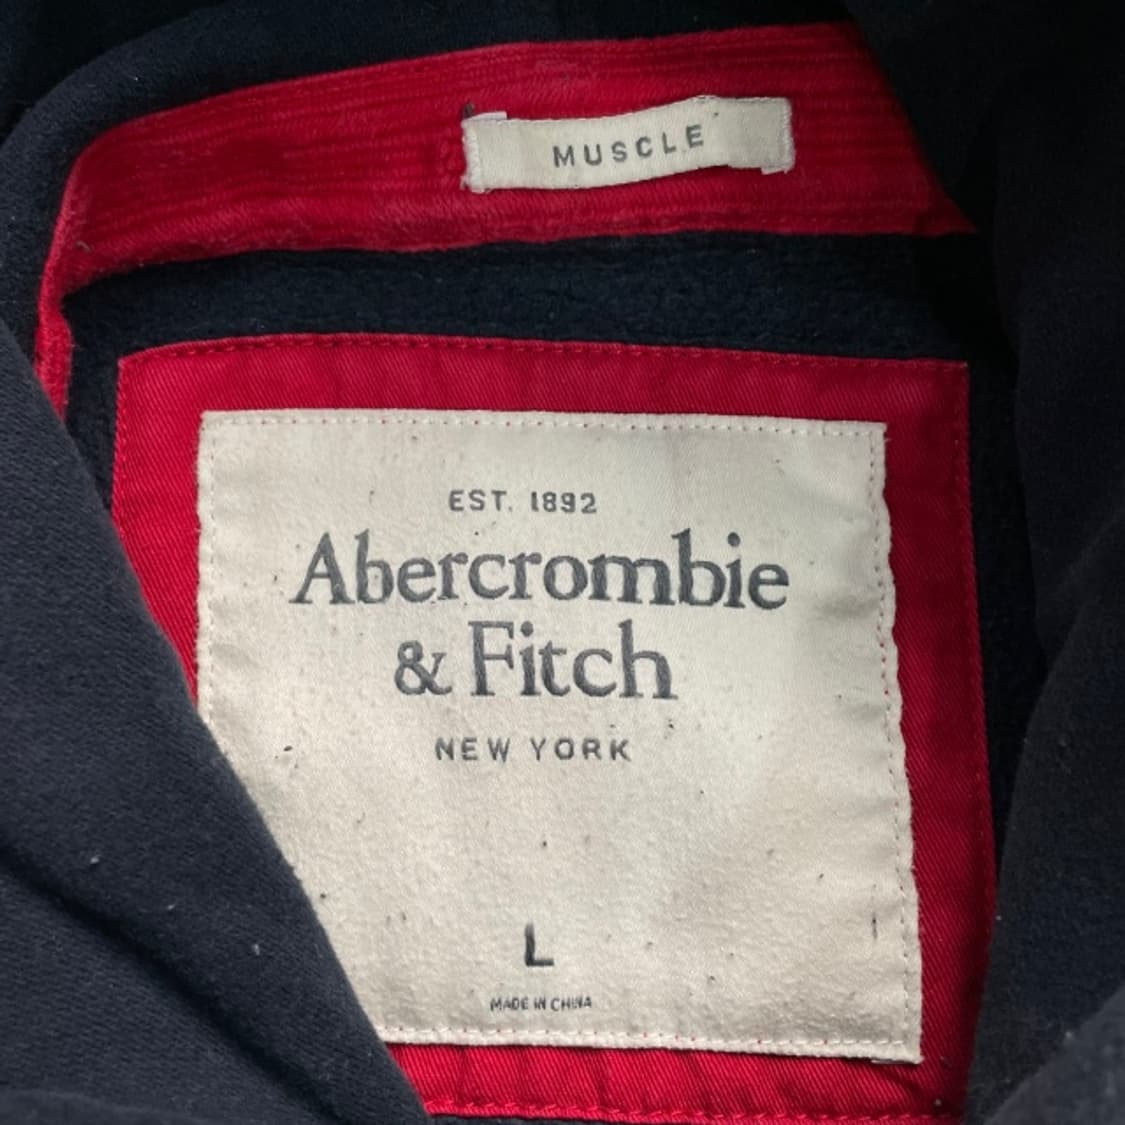 MUSCLE
EST. 1892
Abercrombie
& Fitch
NEW YORK
L
MADE IN CHINA